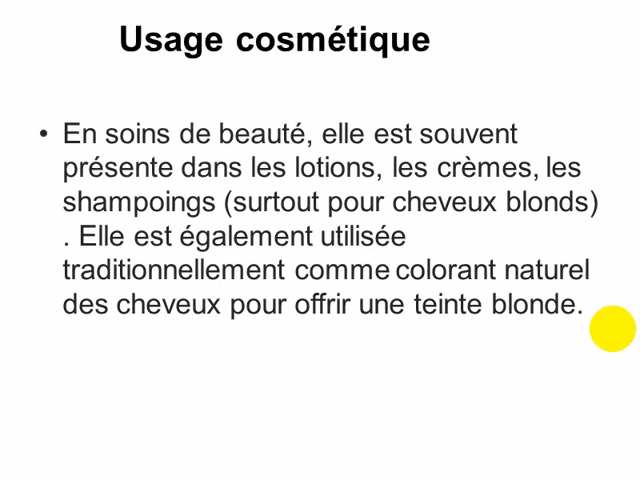 Usage cosmétique
• En soins de beauté, elle est souvent
présente dans les lotions, les crèmes, les
shampoings (surtout pour cheveux blonds)
. Elle est également utilisée
traditionnellement comme colorant naturel
des cheveux pour offrir une teinte blonde.